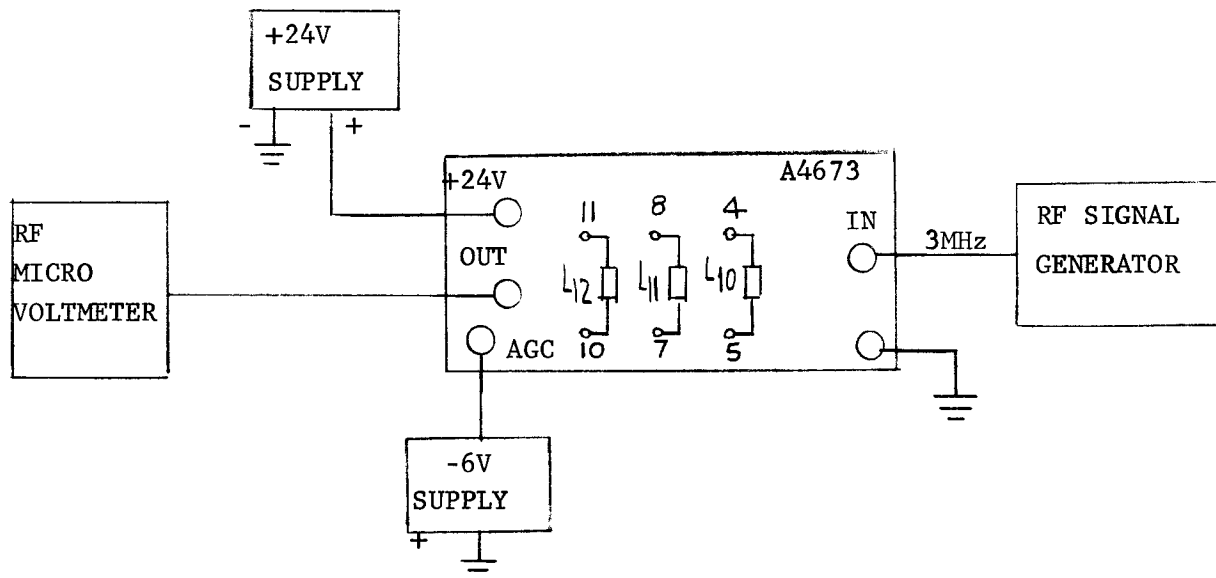 +24V
SUPPLY
-
+
A4673
+24V
11
8
4
IN
RF SIGNAL
GENERATOR
3MHz
RF
MICRO
VOLTMETER
OUT
L12
L11
L10
AGC
10
7
5
-6V
SUPPLY
+